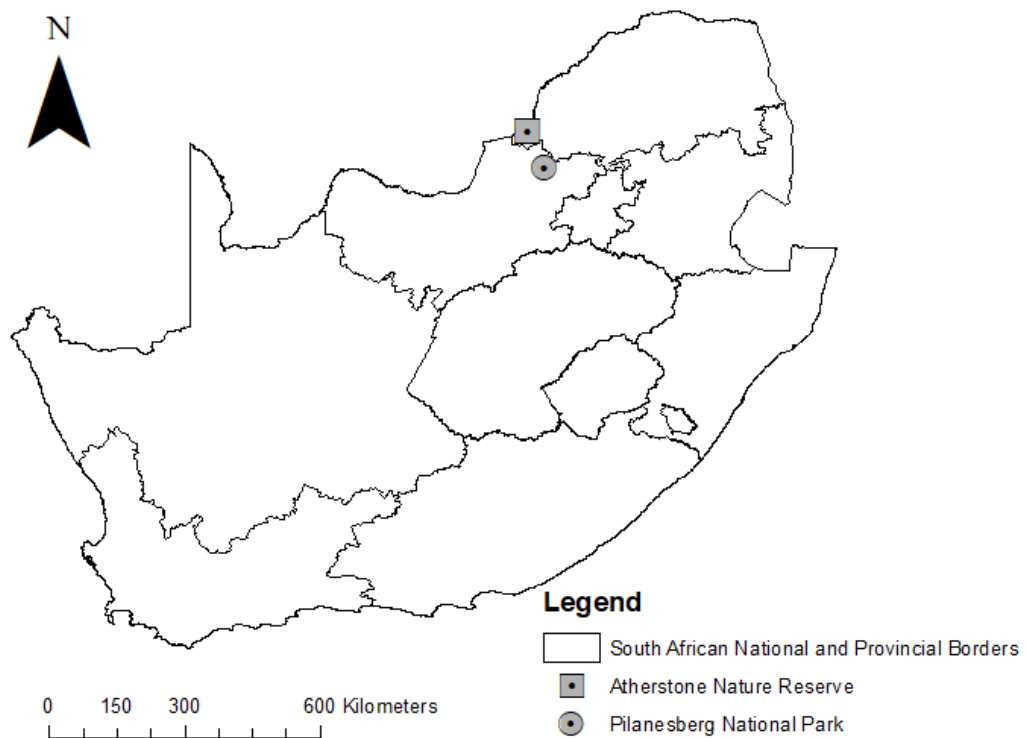 N
Legend
South African National and Provincial Borders
Atherstone Nature Reserve
Pilanesberg National Park
0 150 300 600 Kilometers